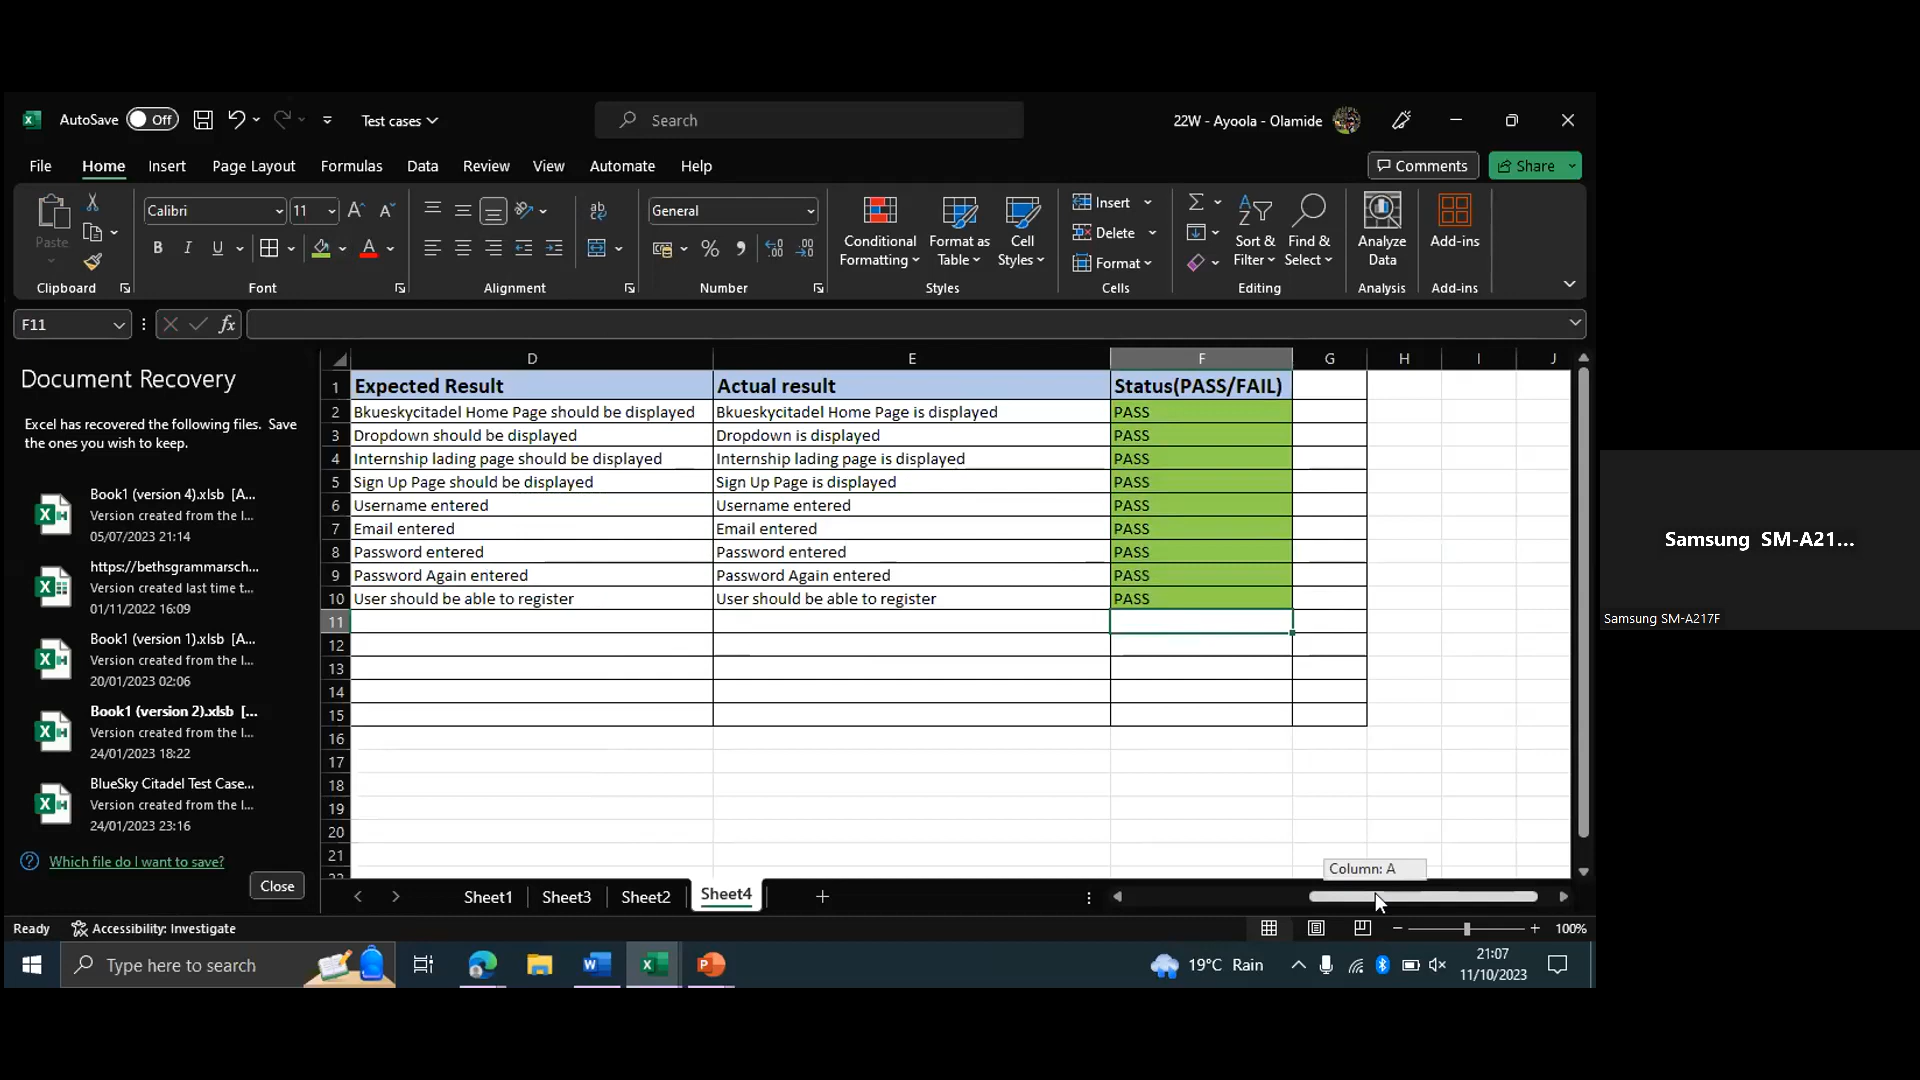 AutoSave Off Test cases Search 22W - Ayoola - Olamide
File Home Insert Page Layout Formulas Data Review View Automate Help Comments Share
Paste
Clipboard
Calibri 11
B I U A
Font
Alignment
General
% 9
Number
Conditional Formatting
Format as Table
Cell Styles
Styles
Insert
Delete
Format
Cells
Sort & Filter
Find & Select
Editing
Analyze Data
Analysis
Add-ins
Add-ins
F11 fx
Document Recovery
Excel has recovered the following files. Save
the ones you wish to keep.
Book1 (version 4).xlsb [A...
Version created from the l...
05/07/2023 21:14
https://bethsgrammarsch...
Version created last time t...
01/11/2022 16:09
Book1 (version 1).xlsb [A...
Version created from the l...
20/01/2023 02:06
Book1 (version 2).xlsb [...
Version created from the l...
24/01/2023 18:22
BlueSky Citadel Test Case...
Version created from the l...
24/01/2023 23:16
Which file do I want to save?
Close
D E F G H I J
1 Expected Result Actual result Status(PASS/FAIL)
2 Bkueskycitadel Home Page should be displayed Bkueskycitadel Home Page is displayed PASS
3 Dropdown should be displayed Dropdown is displayed PASS
4 Internship lading page should be displayed Internship lading page is displayed PASS
5 Sign Up Page should be displayed Sign Up Page is displayed PASS
6 Username entered Username entered PASS
7 Email entered Email entered PASS
8 Password entered Password entered PASS
9 Password Again entered Password Again entered PASS
10 User should be able to register User should be able to register PASS
11
12
13
14
15
16
17
18
19
20
21
22
Column: A
Sheet1 Sheet3 Sheet2 Sheet4
Ready Accessibility: Investigate 100%
Type here to search 19°C Rain 21:07
11/10/2023
Samsung SM-A21...
Samsung SM-A217F